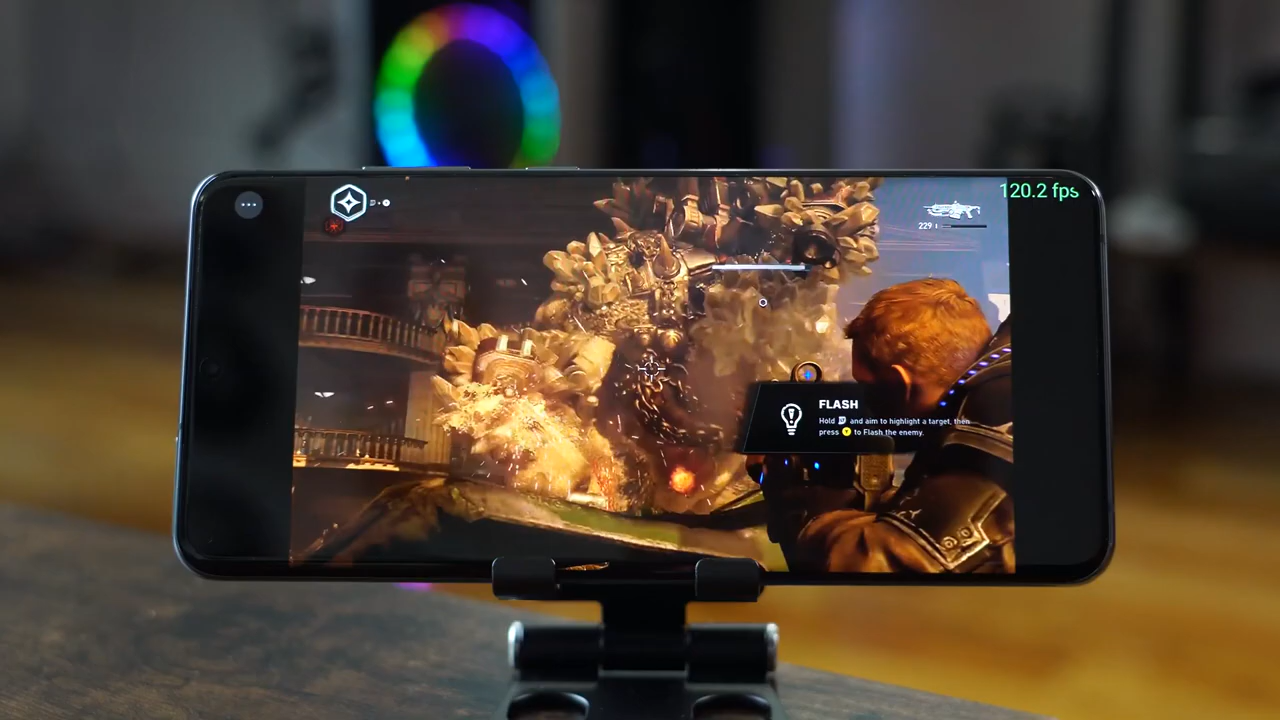 120.2 fps
229
FLASH
Hold and aim to highlight a target, then
press Y to Flash the enemy.